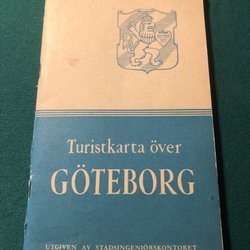 Turistkarta över
GÖTEBORG
UTGIVEN AV STADSINGENJÖRSKONTORET